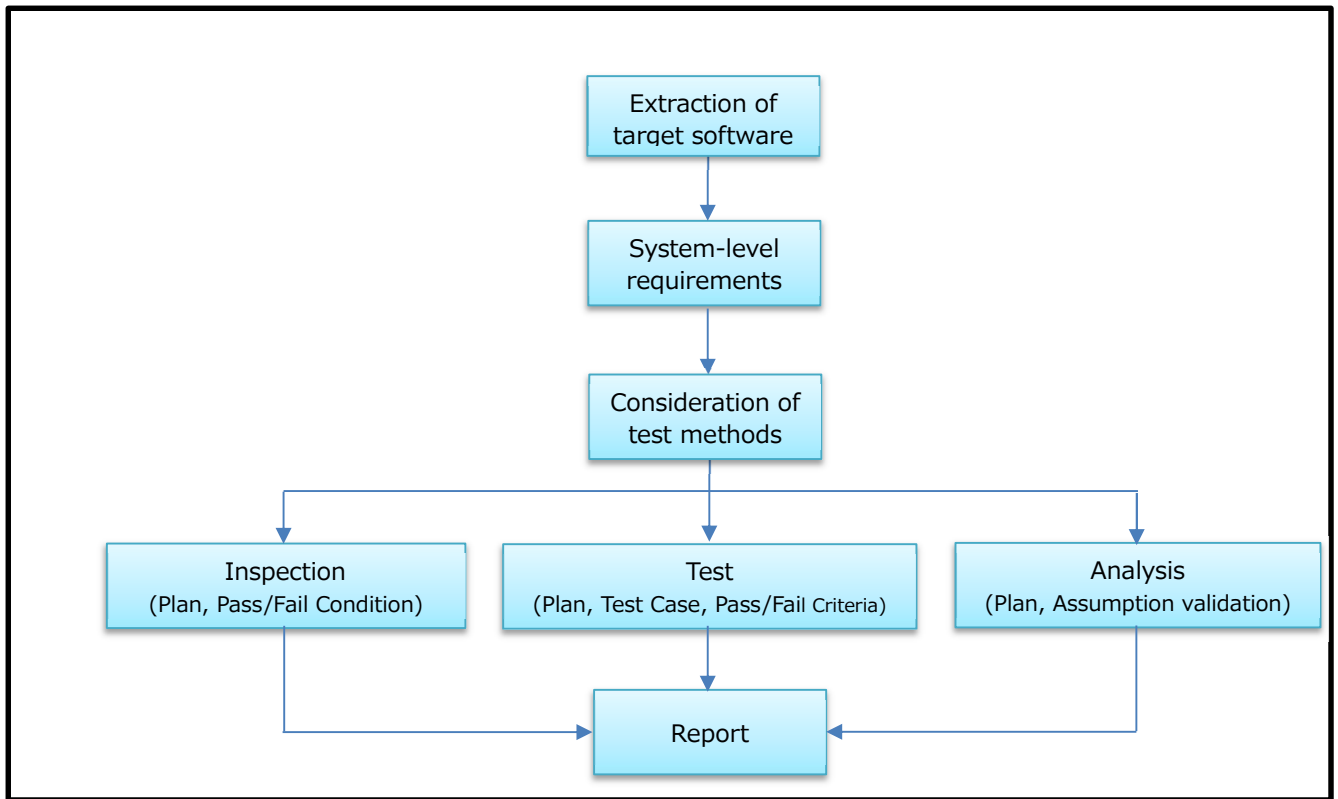 Extraction of
target software
System-level
requirements
Consideration of
test methods
Inspection
(Plan, Pass/Fail Condition)
Test
(Plan, Test Case, Pass/Fail Criteria)
Analysis
(Plan, Assumption validation)
Report